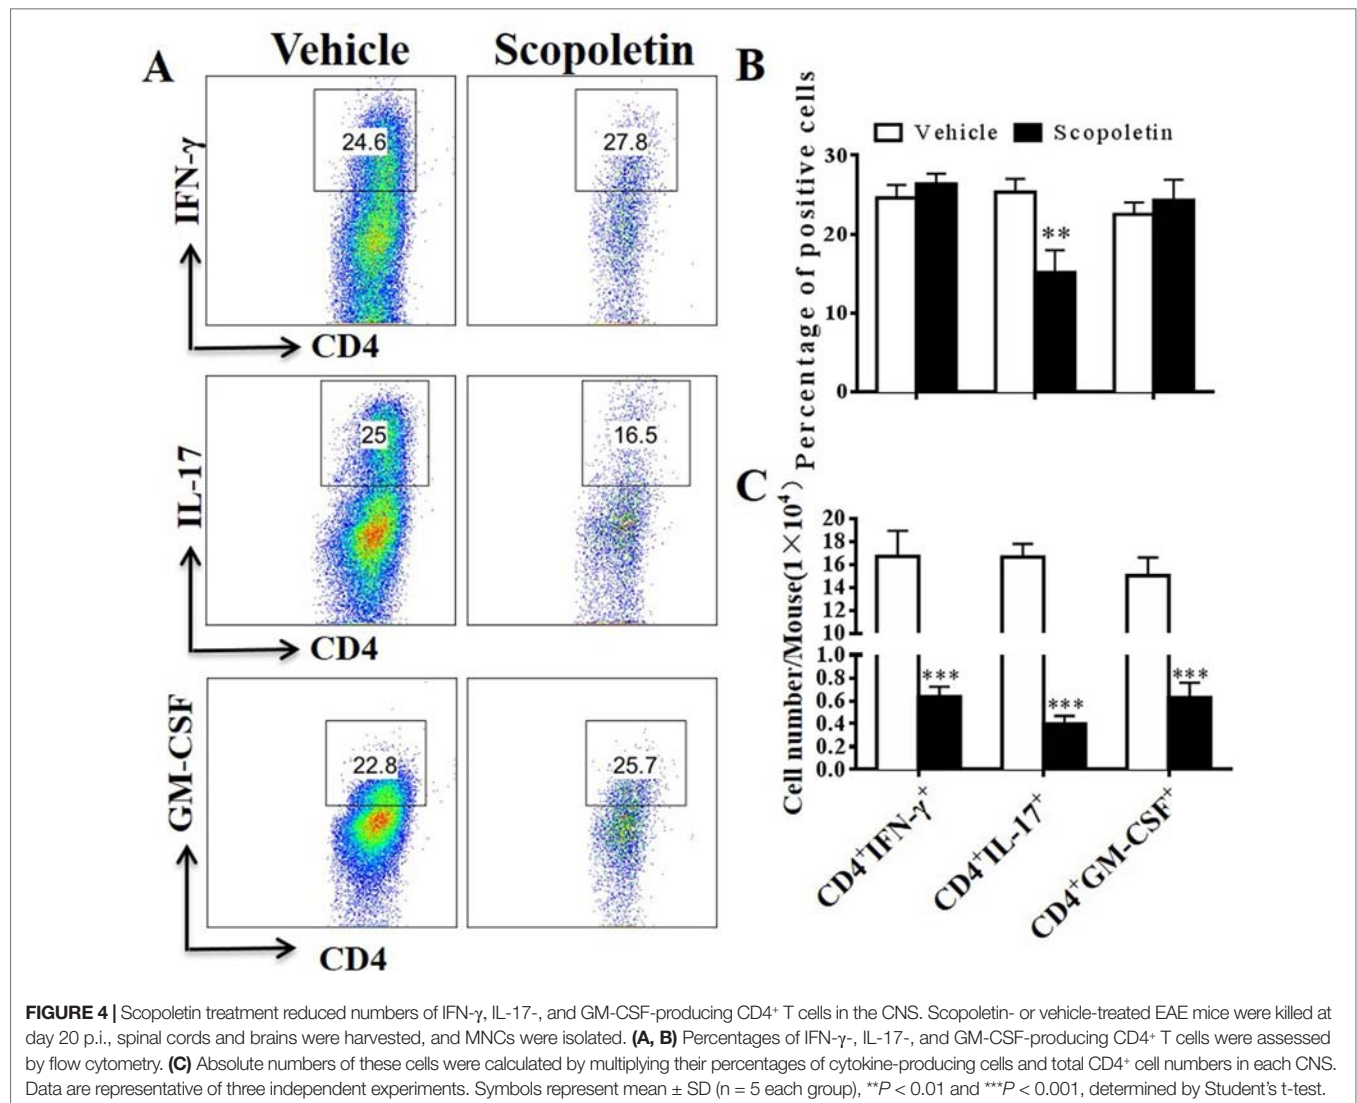 A
Vehicle
Scopoletin
IFN-γ
24.6
27.8
CD4
IL-17
25
16.5
CD4
GM-CSF
22.8
25.7
CD4
B
Percentage of positive cells
Vehicle
Scopoletin
30
20
10
0
**
C
Cell number/Mouse(1×10⁴)
20
18
16
14
12
10
1.0
0.8
0.6
0.4
0.2
0.0
***
***
***
CD4⁺IFN-γ⁺
CD4⁺IL-17⁺
CD4⁺GM-CSF⁺
FIGURE 4 | Scopoletin treatment reduced numbers of IFN-γ, IL-17-, and GM-CSF-producing CD4⁺ T cells in the CNS. Scopoletin- or vehicle-treated EAE mice were killed at
day 20 p.i., spinal cords and brains were harvested, and MNCs were isolated. (A, B) Percentages of IFN-γ-, IL-17-, and GM-CSF-producing CD4⁺ T cells were assessed
by flow cytometry. (C) Absolute numbers of these cells were calculated by multiplying their percentages of cytokine-producing cells and total CD4⁺ cell numbers in each CNS.
Data are representative of three independent experiments. Symbols represent mean ± SD (n = 5 each group), **P < 0.01 and ***P < 0.001, determined by Student's t-test.